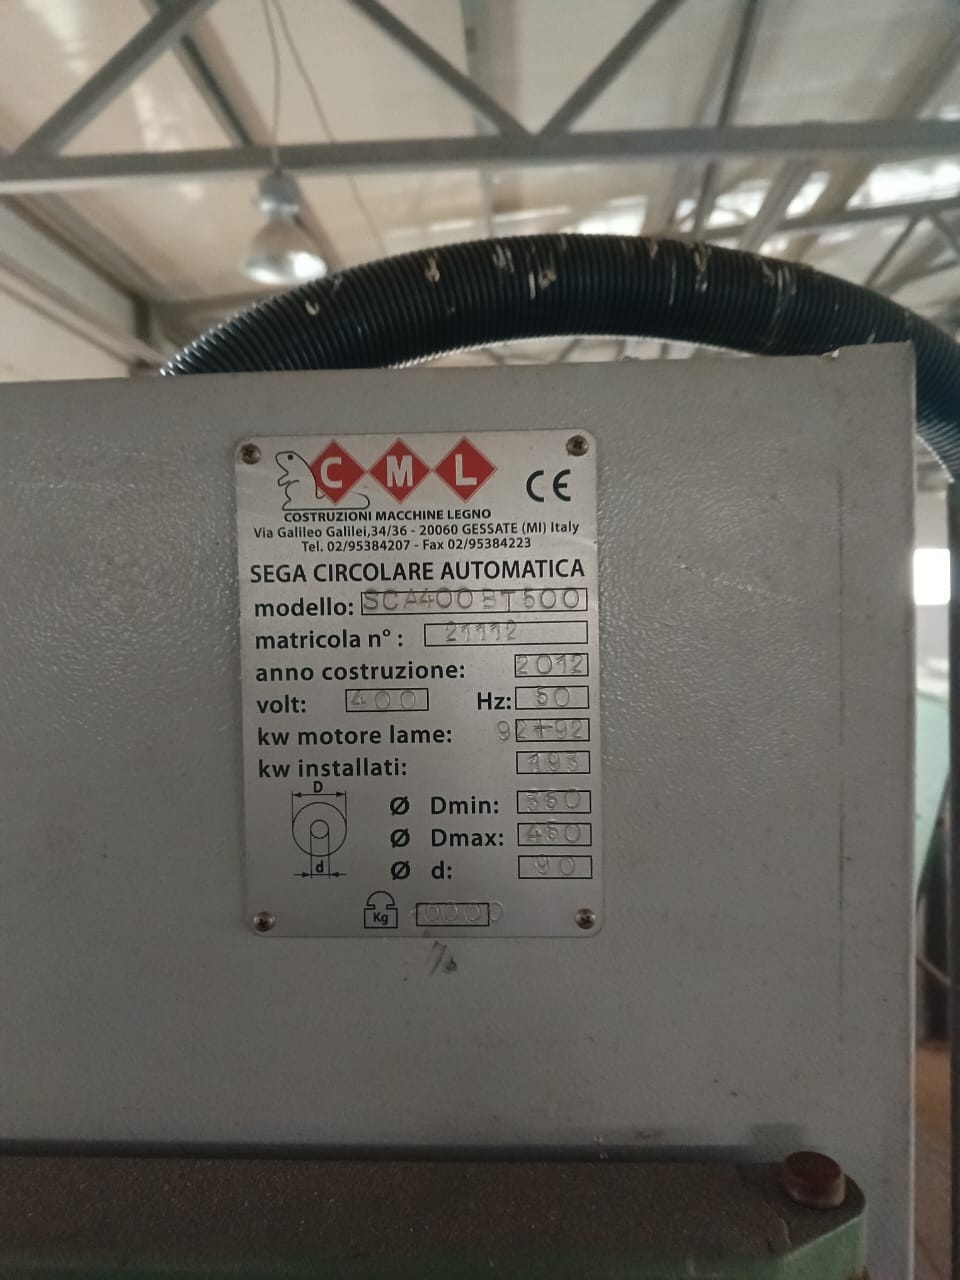 CML
CE
COSTRUZIONI MACCHINE LEGNO
Via Galileo Galilei,34/36 - 20060 GESSATE (MI) Italy
Tel. 02/95384207 - Fax 02/95384223
SEGA CIRCOLARE AUTOMATICA
modello: SCA400 BT500
matricola n° : 21112
anno costruzione: 2012
volt: 400 Hz: 50
kw motore lame: 92+92
kw installati: 193
D
Ø Dmin: 350
Ø Dmax: 450
d
Ø d: 90
Kg 10000